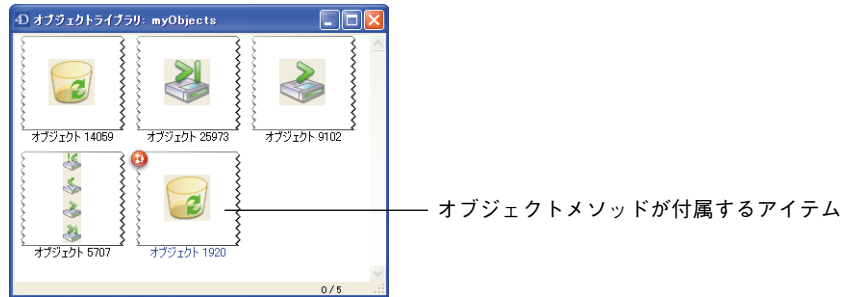 4D オブジェクトライブラリ: myObjects
オブジェクト 14059
オブジェクト 25973
オブジェクト 9102
オブジェクト 5707
オブジェクト 1920
オブジェクトメソッドが付属するアイテム
0 / 5